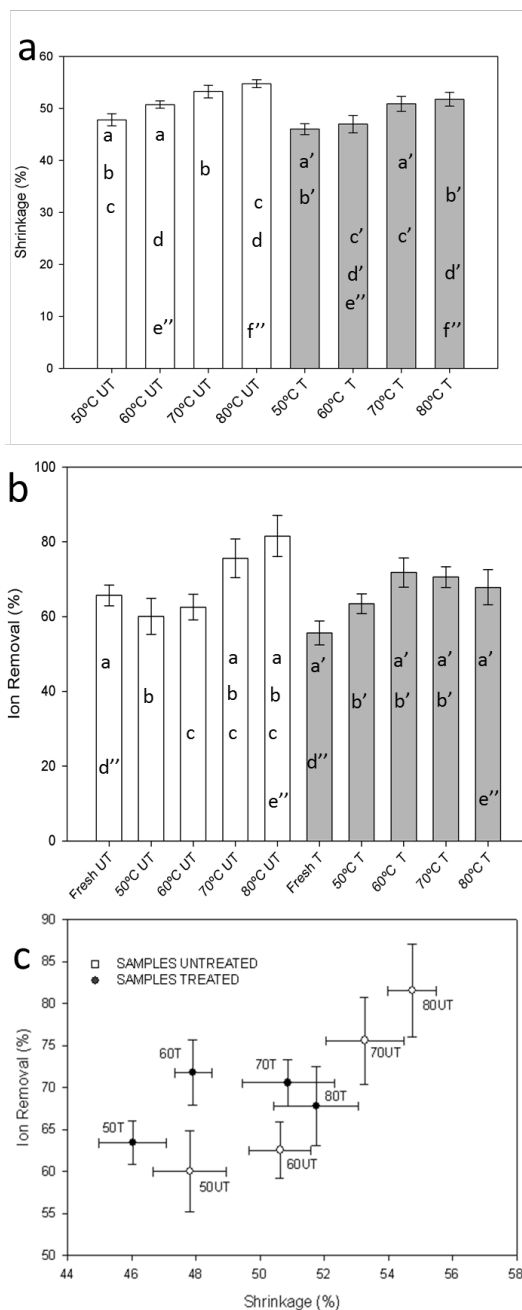 a
60
50
40
30
20
10
0
Shrinkage (%)
a a b a' a'
b c b' b'
c d c d c' c'
d' d'
e'' e''
f'' f''
50ºC UT 60ºC UT 70ºC UT 80ºC UT 50ºC T 60ºC T 70ºC T 80ºC T
b
100
80
60
40
20
0
Ion Removal (%)
a a a a' a' a' a'
b b b b' b' b'
c c c
d'' d''
e'' e''
Fresh UT 50ºC UT 60ºC UT 70ºC UT 80ºC UT Fresh T 50ºC T 60ºC T 70ºC T 80ºC T
c
90
85
80
75
70
65
60
55
50
Ion Removal (%)
SAMPLES UNTREATED
SAMPLES TREATED
80UT
60T
70T
70UT
80T
50T
60UT
50UT
44 46 48 50 52 54 56 58
Shrinkage (%)